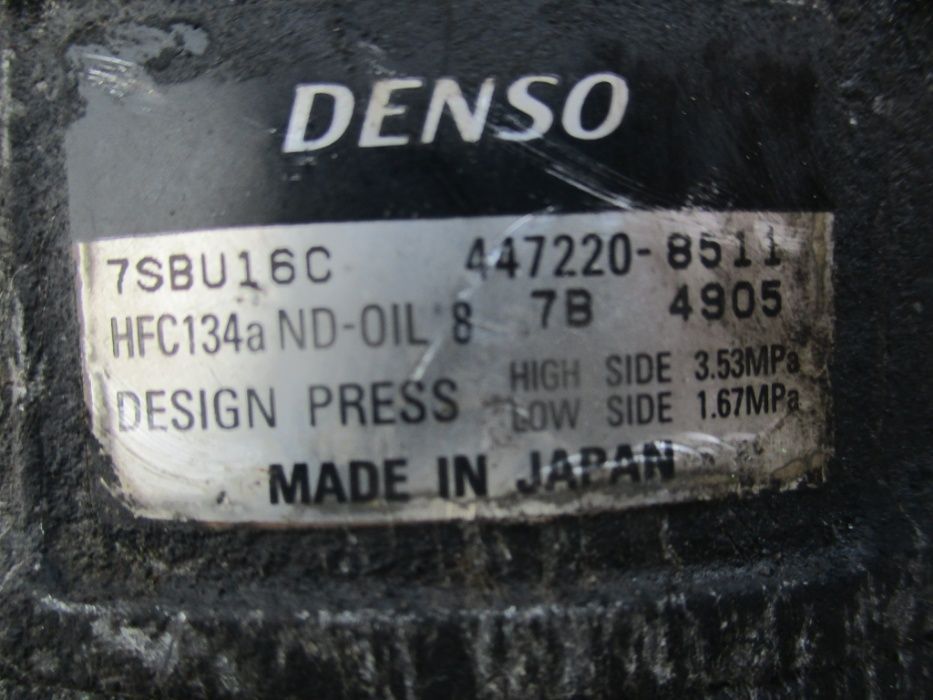 DENSO
7SBU16C 447220-8511
HFC134a ND-OIL 8 7B 4905
DESIGN PRESS HIGH SIDE 3.53MPa
LOW SIDE 1.67MPa
MADE IN JAPAN